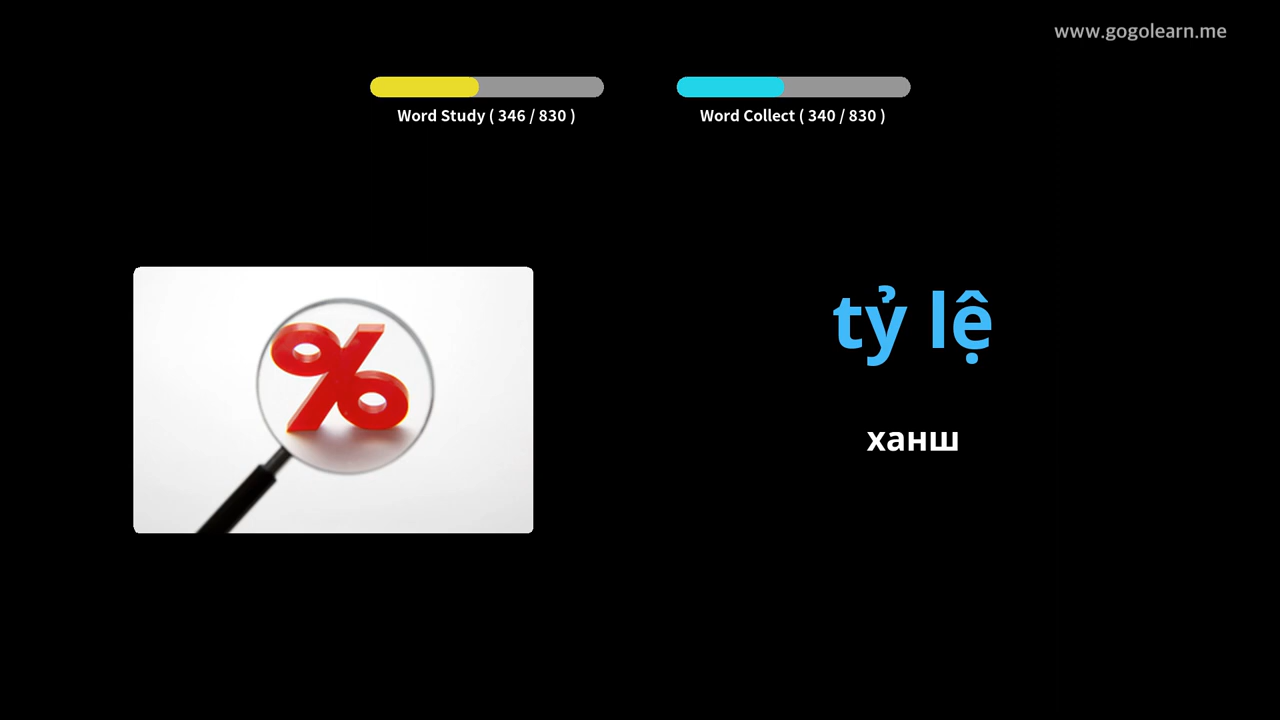 www.gogolearn.me
Word Study ( 346 / 830 )
Word Collect ( 340 / 830 )
%
tỷ lệ
ханш